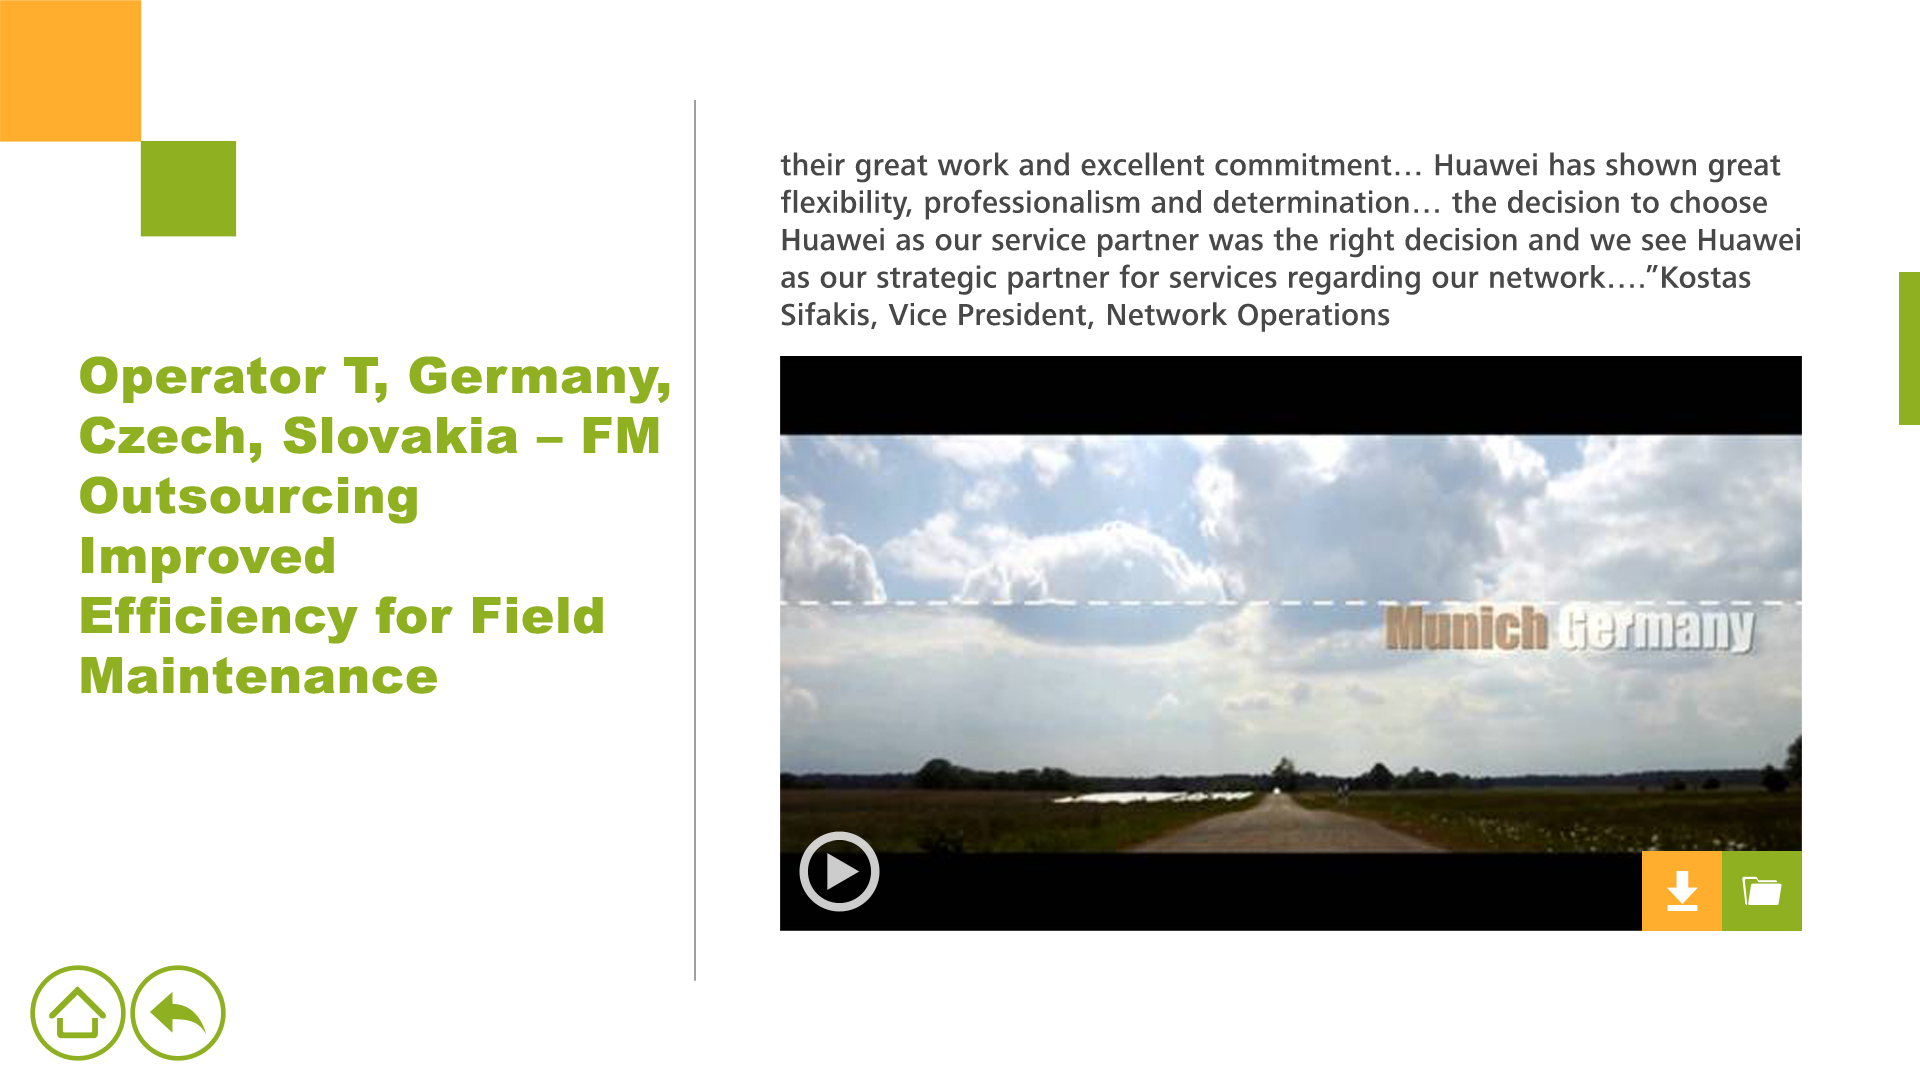 Operator T, Germany,
Czech, Slovakia – FM
Outsourcing
Improved
Efficiency for Field
Maintenance
their great work and excellent commitment… Huawei has shown great
flexibility, professionalism and determination… the decision to choose
Huawei as our service partner was the right decision and we see Huawei
as our strategic partner for services regarding our network….”Kostas
Sifakis, Vice President, Network Operations
Munich Germany